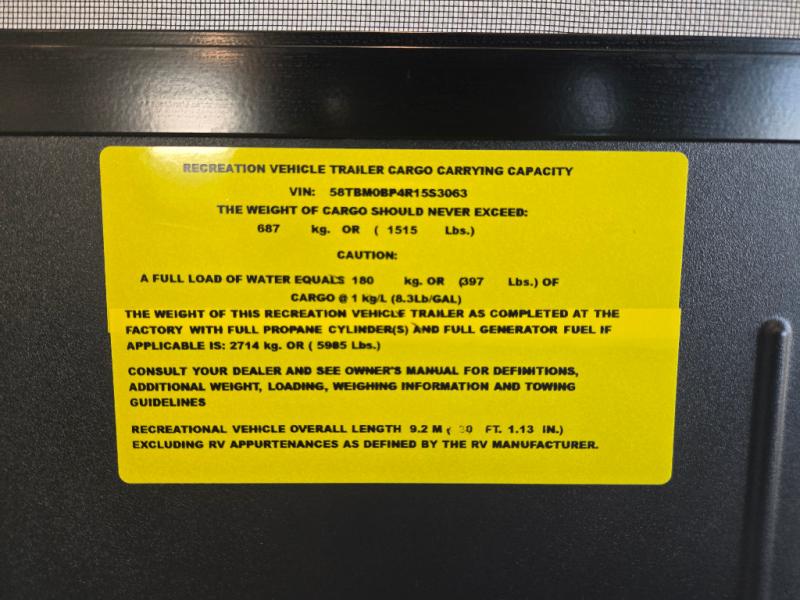 RECREATION VEHICLE TRAILER CARGO CARRYING CAPACITY
VIN: 58TBM0BP4R15S3063
THE WEIGHT OF CARGO SHOULD NEVER EXCEED:
687 kg. OR ( 1515 Lbs.)
CAUTION:
A FULL LOAD OF WATER EQUALS 180 kg. OR (397 Lbs.) OF
CARGO @ 1 kg/L (8.3Lb/GAL)
THE WEIGHT OF THIS RECREATION VEHICLE TRAILER AS COMPLETED AT THE
FACTORY WITH FULL PROPANE CYLINDER(S) AND FULL GENERATOR FUEL IF
APPLICABLE IS: 2714 kg. OR ( 5985 Lbs.)
CONSULT YOUR DEALER AND SEE OWNER'S MANUAL FOR DEFINITIONS,
ADDITIONAL WEIGHT, LOADING, WEIGHING INFORMATION AND TOWING
GUIDELINES
RECREATIONAL VEHICLE OVERALL LENGTH 9.2 M ( 30 FT. 1.13 IN.)
EXCLUDING RV APPURTENANCES AS DEFINED BY THE RV MANUFACTURER.